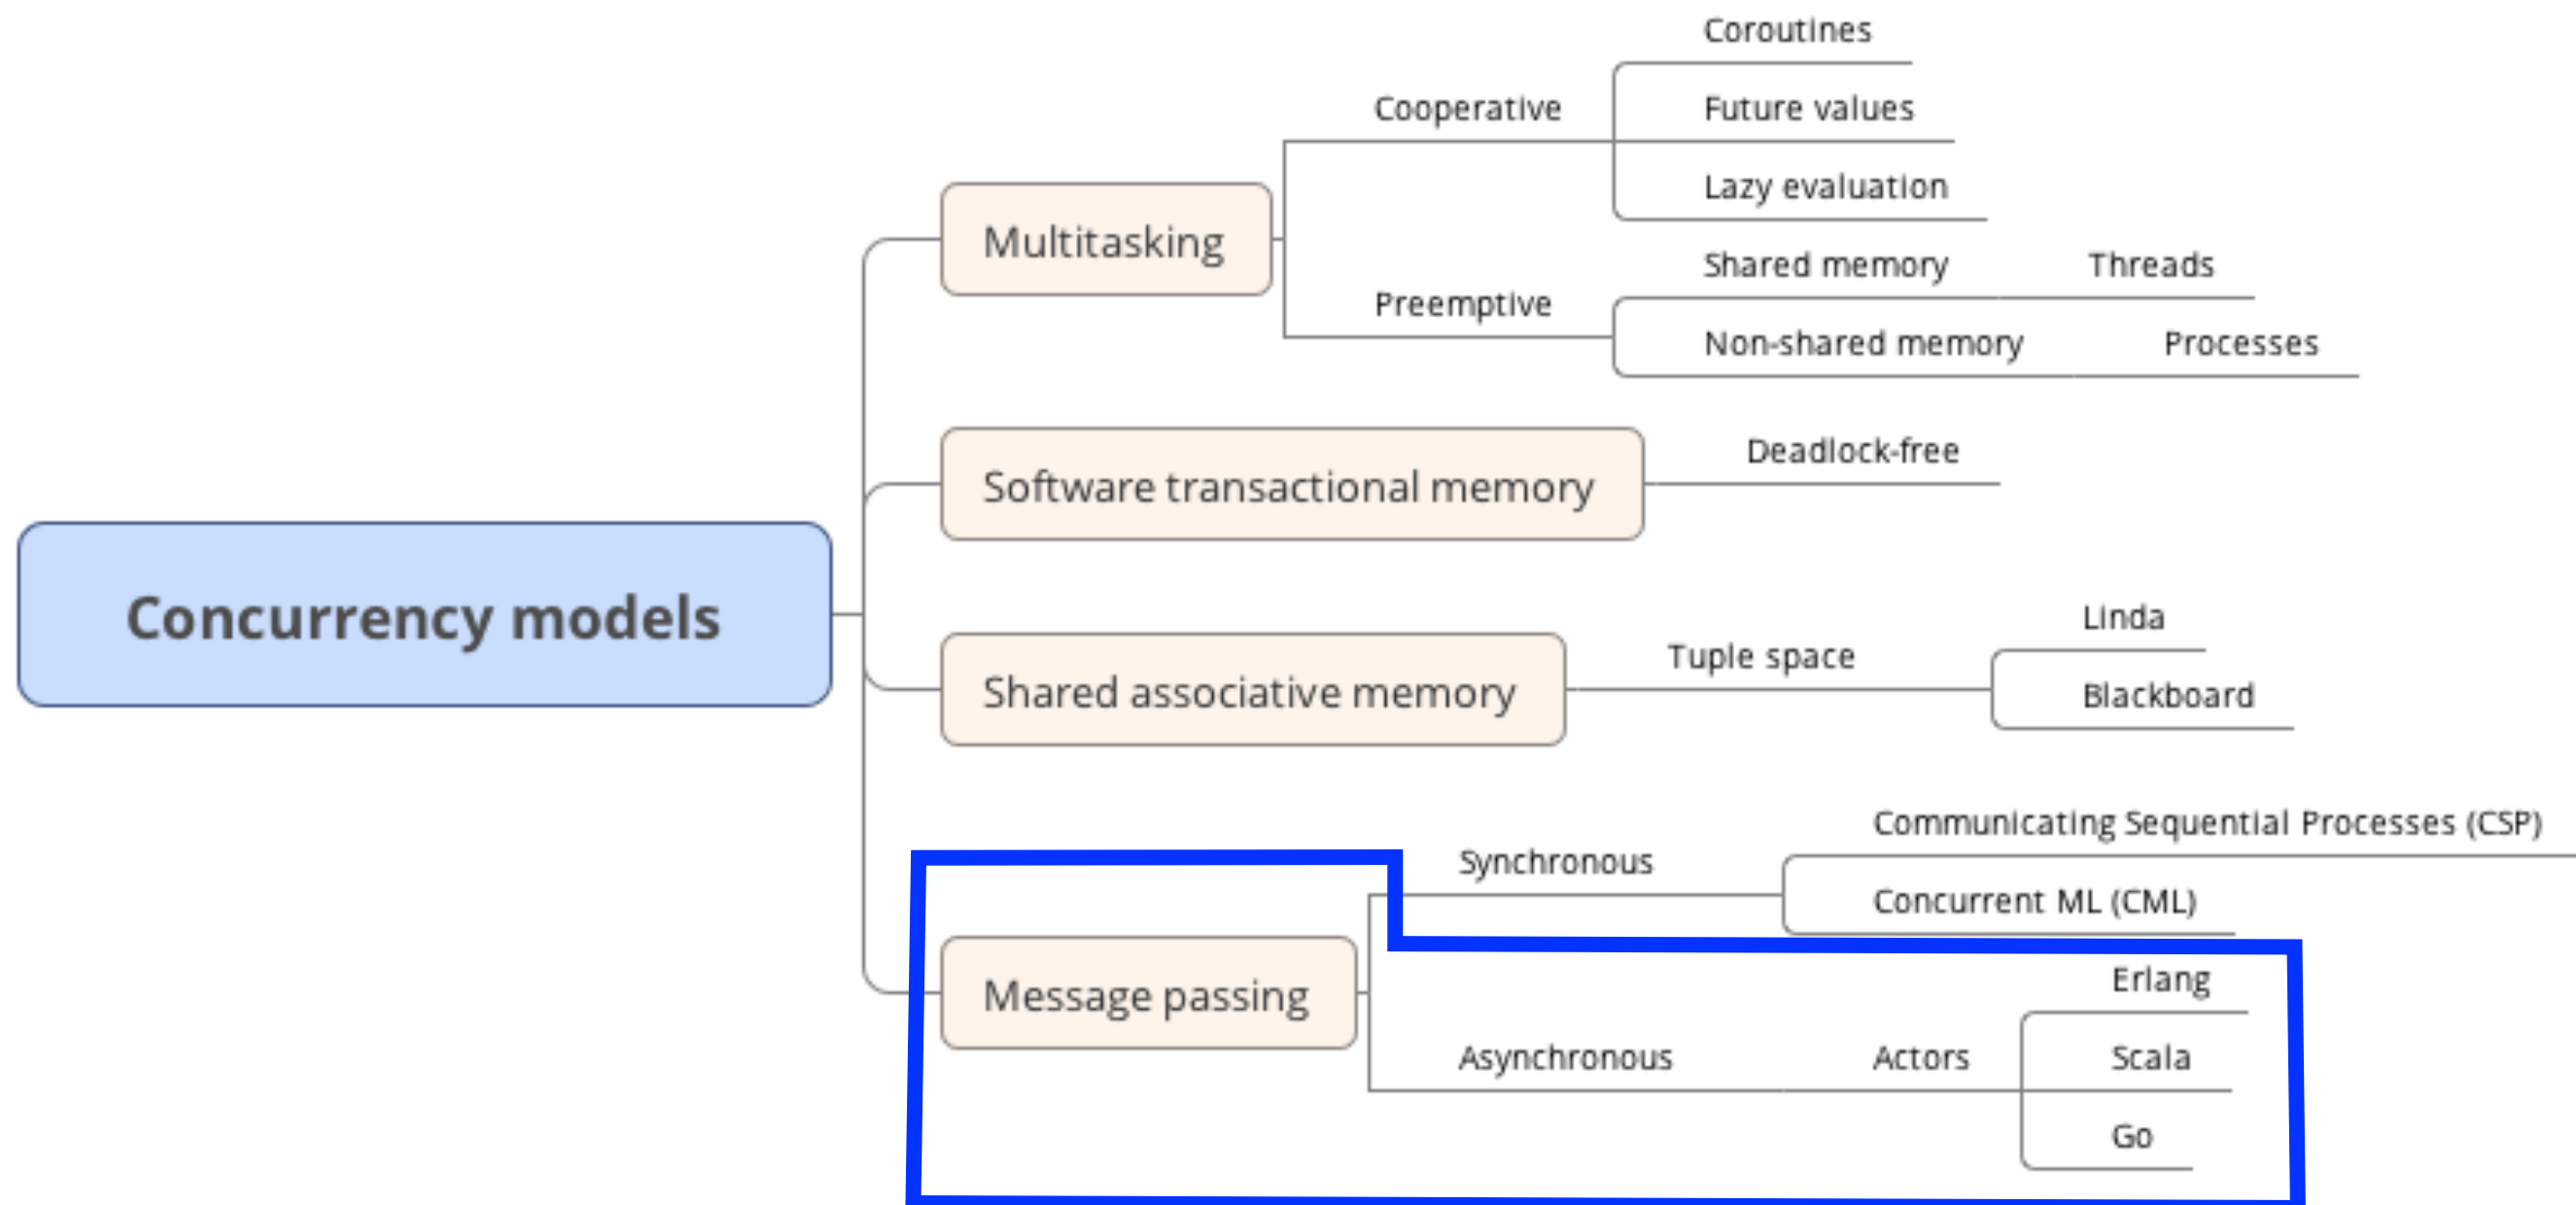 Concurrency models
Multitasking
Cooperative
Coroutines
Future values
Lazy evaluation
Preemptive
Shared memory
Threads
Non-shared memory
Processes
Software transactional memory
Deadlock-free
Shared associative memory
Tuple space
Linda
Blackboard
Message passing
Synchronous
Communicating Sequential Processes (CSP)
Concurrent ML (CML)
Asynchronous
Actors
Erlang
Scala
Go